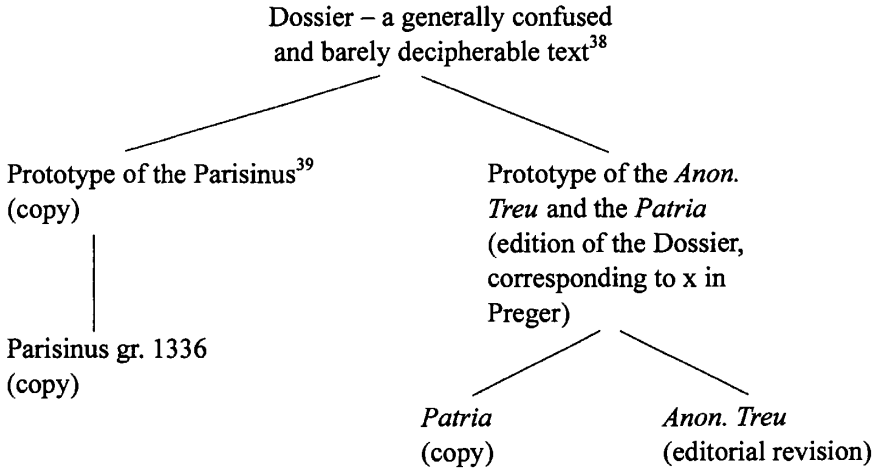 Dossier – a generally confused
and barely decipherable text38
Prototype of the Parisinus39
(copy)
Prototype of the Anon.
Treu and the Patria
(edition of the Dossier,
corresponding to x in
Preger)
Parisinus gr. 1336
(copy)
Patria
(copy)
Anon. Treu
(editorial revision)